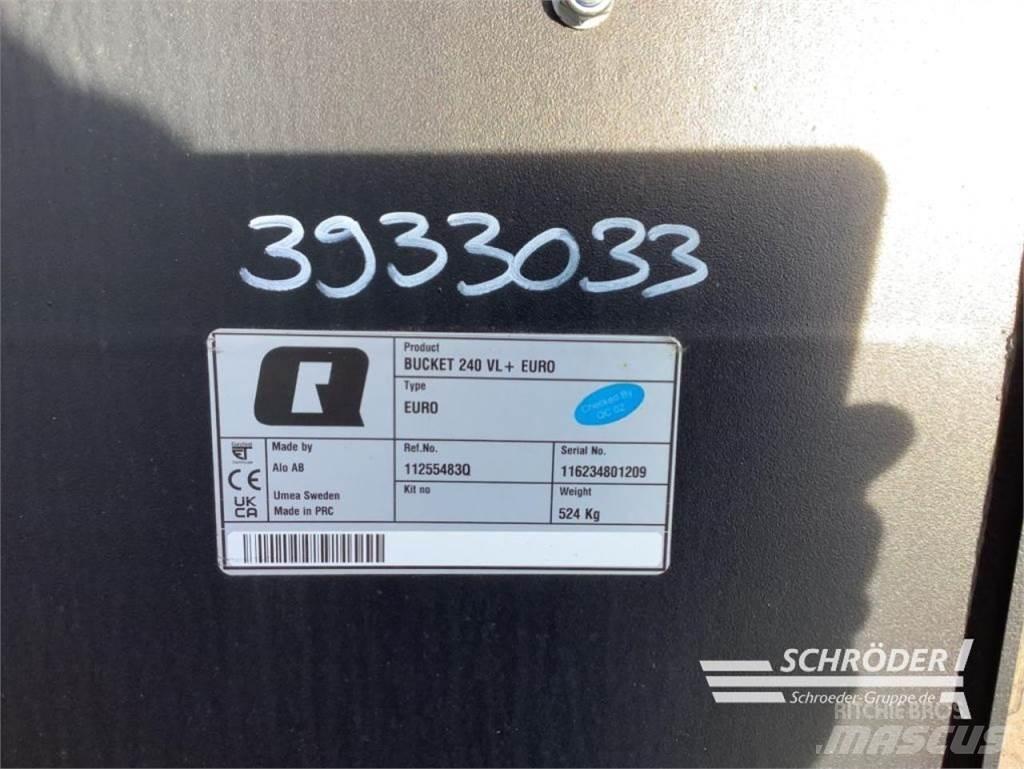 3933033
Product
BUCKET 240 VL+ EURO
Type
EURO
Checked By
QC 02
Made by
Alo AB
Umea Sweden
Made in PRC
CE
UK
CA
Ref.No.
11255483Q
Serial No.
116234801209
Kit no
Weight
524 Kg
SCHRÖDER
Schroeder-Gruppe.de
RITCHIE BROS
MASCUS